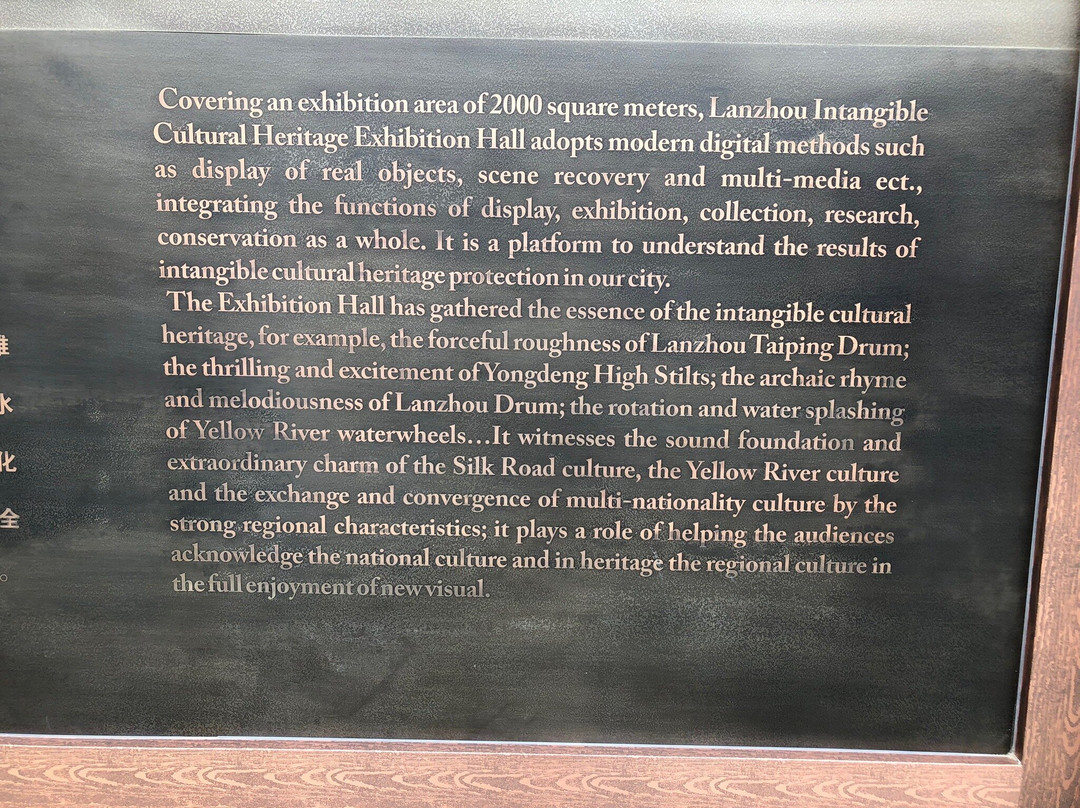 Covering an exhibition area of 2000 square meters, Lanzhou Intangible
Cultural Heritage Exhibition Hall adopts modern digital methods such
as display of real objects, scene recovery and multi-media ect.,
integrating the functions of display, exhibition, collection, research,
conservation as a whole. It is a platform to understand the results of
intangible cultural heritage protection in our city.
The Exhibition Hall has gathered the essence of the intangible cultural
heritage, for example, the forceful roughness of Lanzhou Taiping Drum;
the thrilling and excitement of Yongdeng High Stilts; the archaic rhyme
and melodiousness of Lanzhou Drum; the rotation and water splashing
of Yellow River waterwheels...It witnesses the sound foundation and
extraordinary charm of the Silk Road culture, the Yellow River culture
and the exchange and convergence of multi-nationality culture by the
strong regional characteristics; it plays a role of helping the audiences
acknowledge the national culture and in heritage the regional culture in
the full enjoyment of new visual.
水
化
全
。